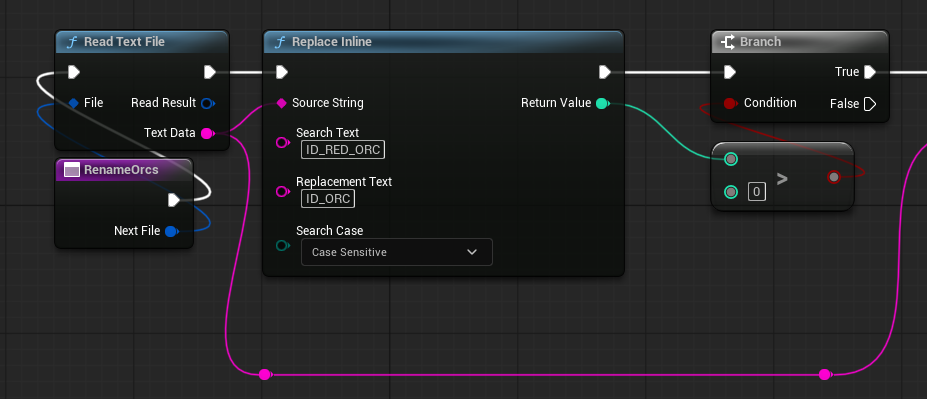 Read Text File
File
Read Result
Text Data
RenameOrcs
Next File
Replace Inline
Source String
Return Value
Search Text
ID_RED_ORC
Replacement Text
ID_ORC
Search Case
Case Sensitive
Branch
True
Condition
False
0
>